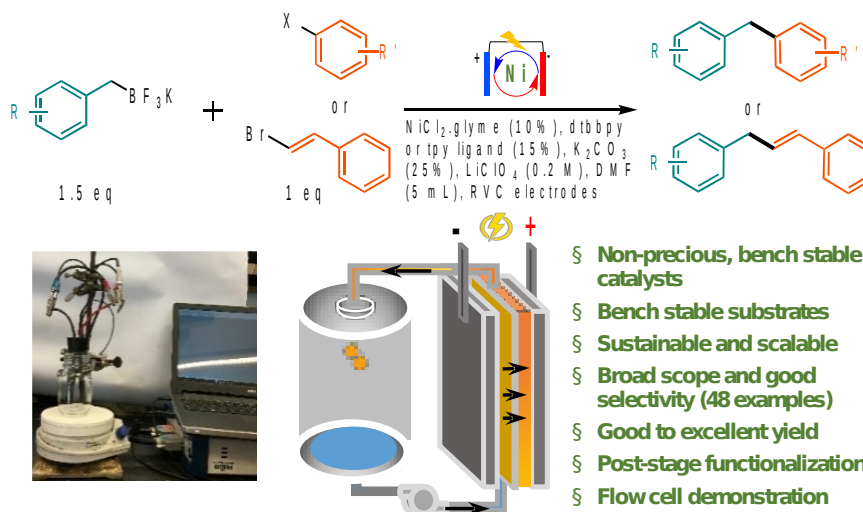 X
R'
or
Br
R
BF3K
1.5 eq
+
1 eq
+
-
Ni
NiCl2.glyme (10%), dtbbpy
or tpy ligand (15%), K2CO3
(25%), LiClO4 (0.2 M), DMF
(5 mL), RVC electrodes
R
R'
or
R
- +
§ Non-precious, bench stable
catalysts
§ Bench stable substrates
§ Sustainable and scalable
§ Broad scope and good
selectivity (48 examples)
§ Good to excellent yield
§ Post-stage functionalization
§ Flow cell demonstration